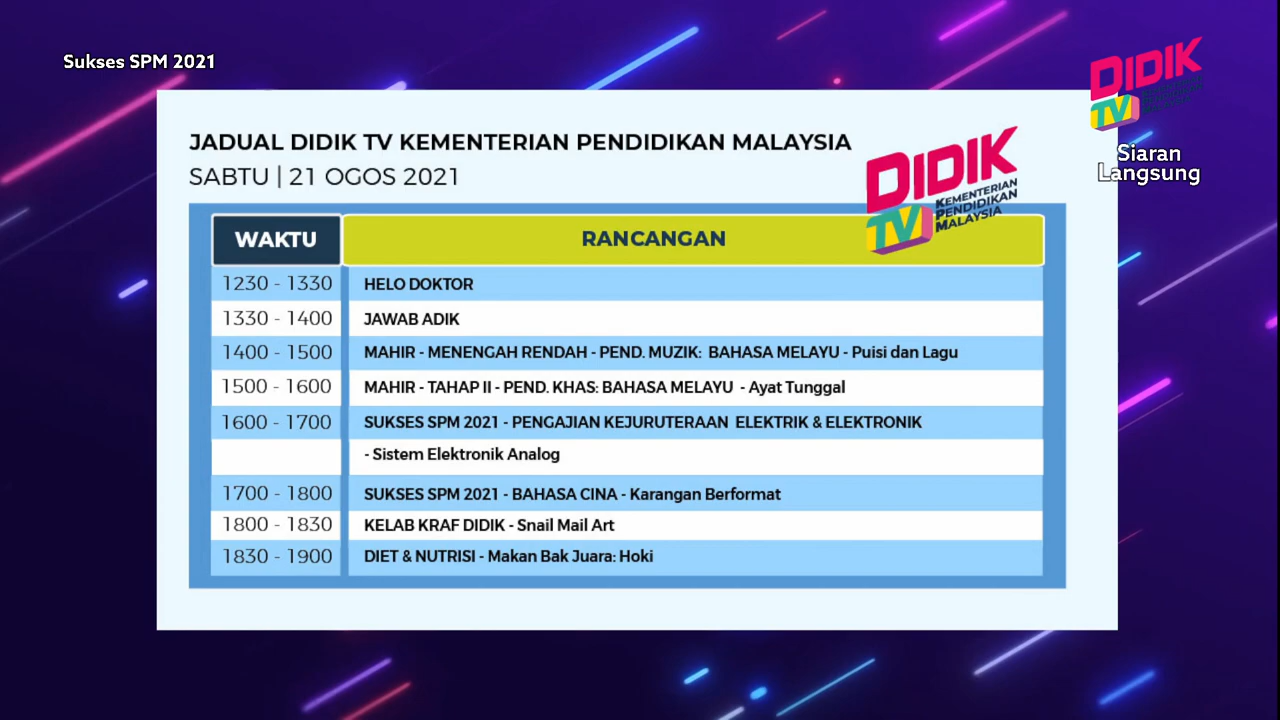 Sukses SPM 2021
DIDIK
TV
Siaran
Langsung
JADUAL DIDIK TV KEMENTERIAN PENDIDIKAN MALAYSIA
SABTU | 21 OGOS 2021
DIDIK
TV
KEMENTERIAN
PENDIDIKAN
MALAYSIA
WAKTU RANCANGAN
1230 - 1330 HELO DOKTOR
1330 - 1400 JAWAB ADIK
1400 - 1500 MAHIR - MENENGAH RENDAH - PEND. MUZIK: BAHASA MELAYU - Puisi dan Lagu
1500 - 1600 MAHIR - TAHAP II - PEND. KHAS: BAHASA MELAYU - Ayat Tunggal
1600 - 1700 SUKSES SPM 2021 - PENGAJIAN KEJURUTERAAN ELEKTRIK & ELEKTRONIK
- Sistem Elektronik Analog
1700 - 1800 SUKSES SPM 2021 - BAHASA CINA - Karangan Berformat
1800 - 1830 KELAB KRAF DIDIK - Snail Mail Art
1830 - 1900 DIET & NUTRISI - Makan Bak Juara: Hoki